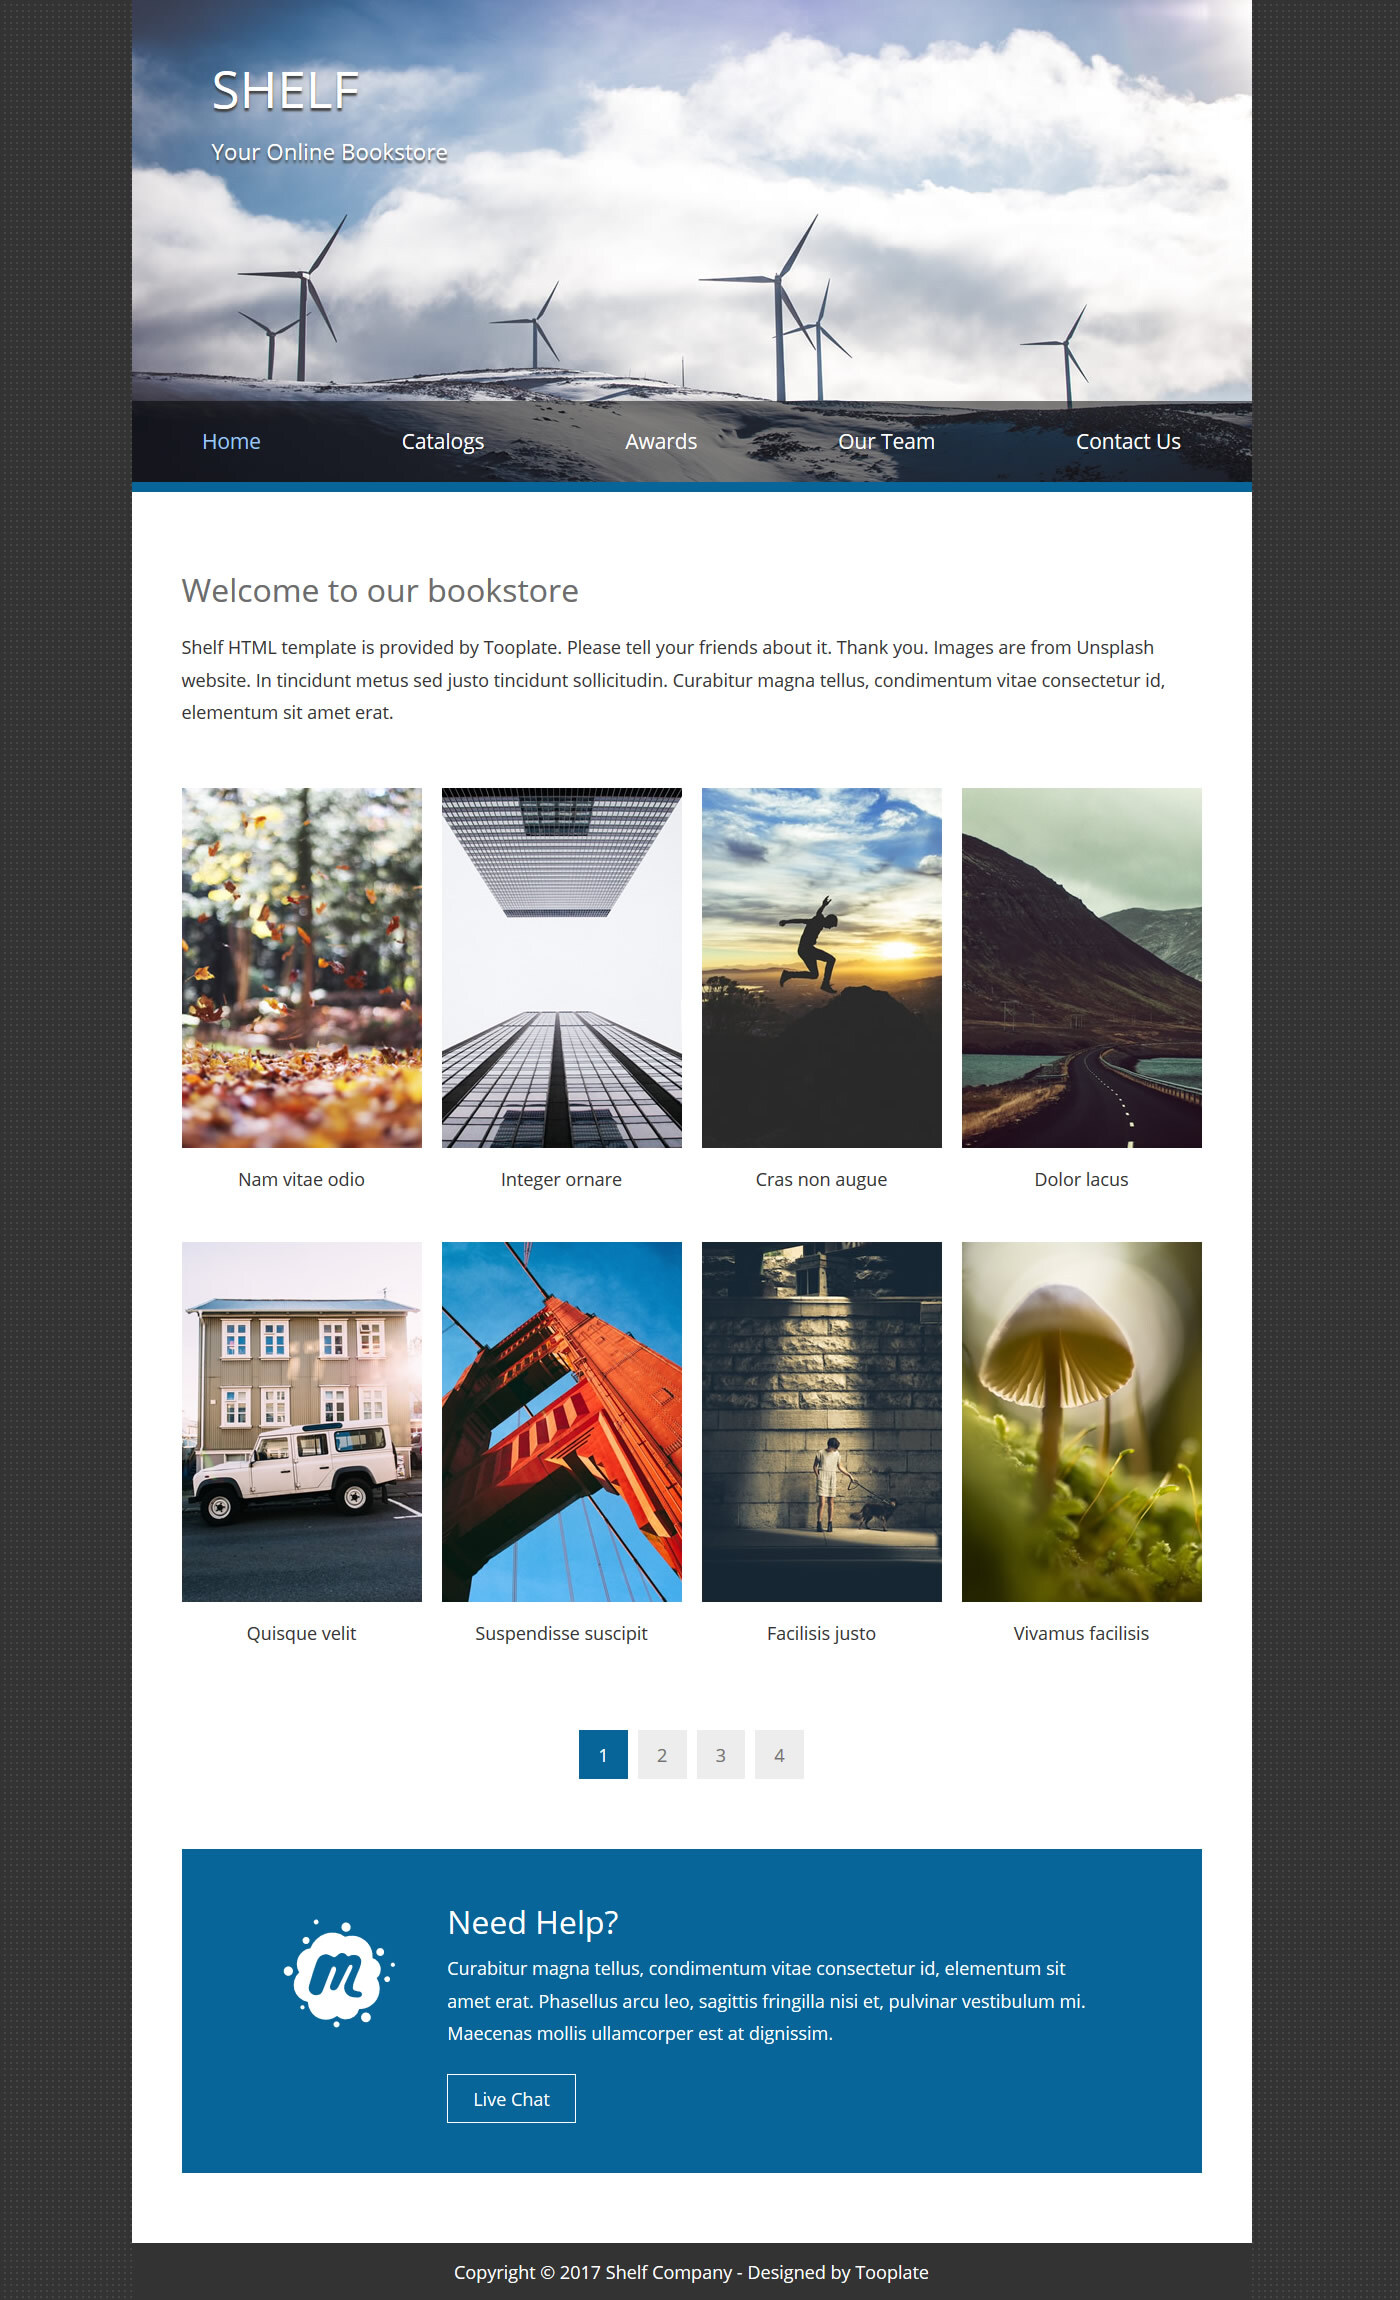 SHELF
Your Online Bookstore
Home
Catalogs
Awards
Our Team
Contact Us
Welcome to our bookstore
Shelf HTML template is provided by Tooplate. Please tell your friends about it. Thank you. Images are from Unsplash
website. In tincidunt metus sed justo tincidunt sollicitudin. Curabitur magna tellus, condimentum vitae consectetur id,
elementum sit amet erat.
Nam vitae odio
Integer ornare
Cras non augue
Dolor lacus
Quisque velit
Suspendisse suscipit
Facilisis justo
Vivamus facilisis
1
2
3
4
m
Need Help?
Curabitur magna tellus, condimentum vitae consectetur id, elementum sit
amet erat. Phasellus arcu leo, sagittis fringilla nisi et, pulvinar vestibulum mi.
Maecenas mollis ullamcorper est at dignissim.
Live Chat
Copyright © 2017 Shelf Company - Designed by Tooplate